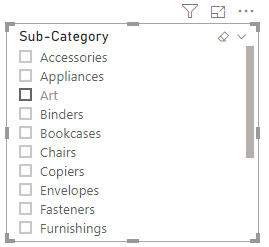 Sub-Category
Accessories
Appliances
Art
Binders
Bookcases
Chairs
Copiers
Envelopes
Fasteners
Furnishings